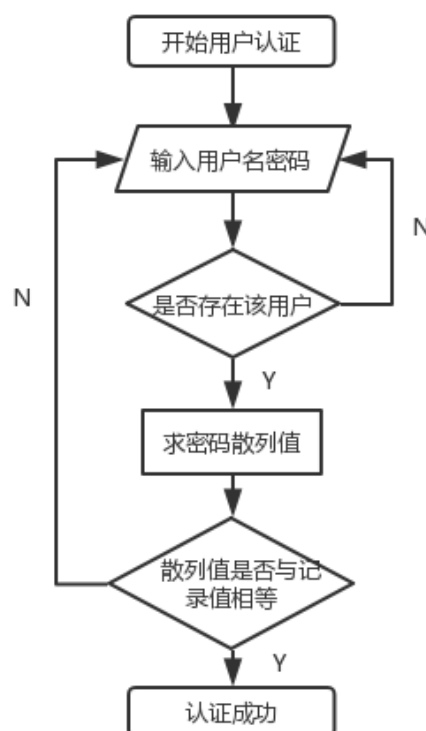 开始用户认证
输入用户名密码
N
是否存在该用户
N
Y
求密码散列值
散列值是否与记
录值相等
Y
认证成功